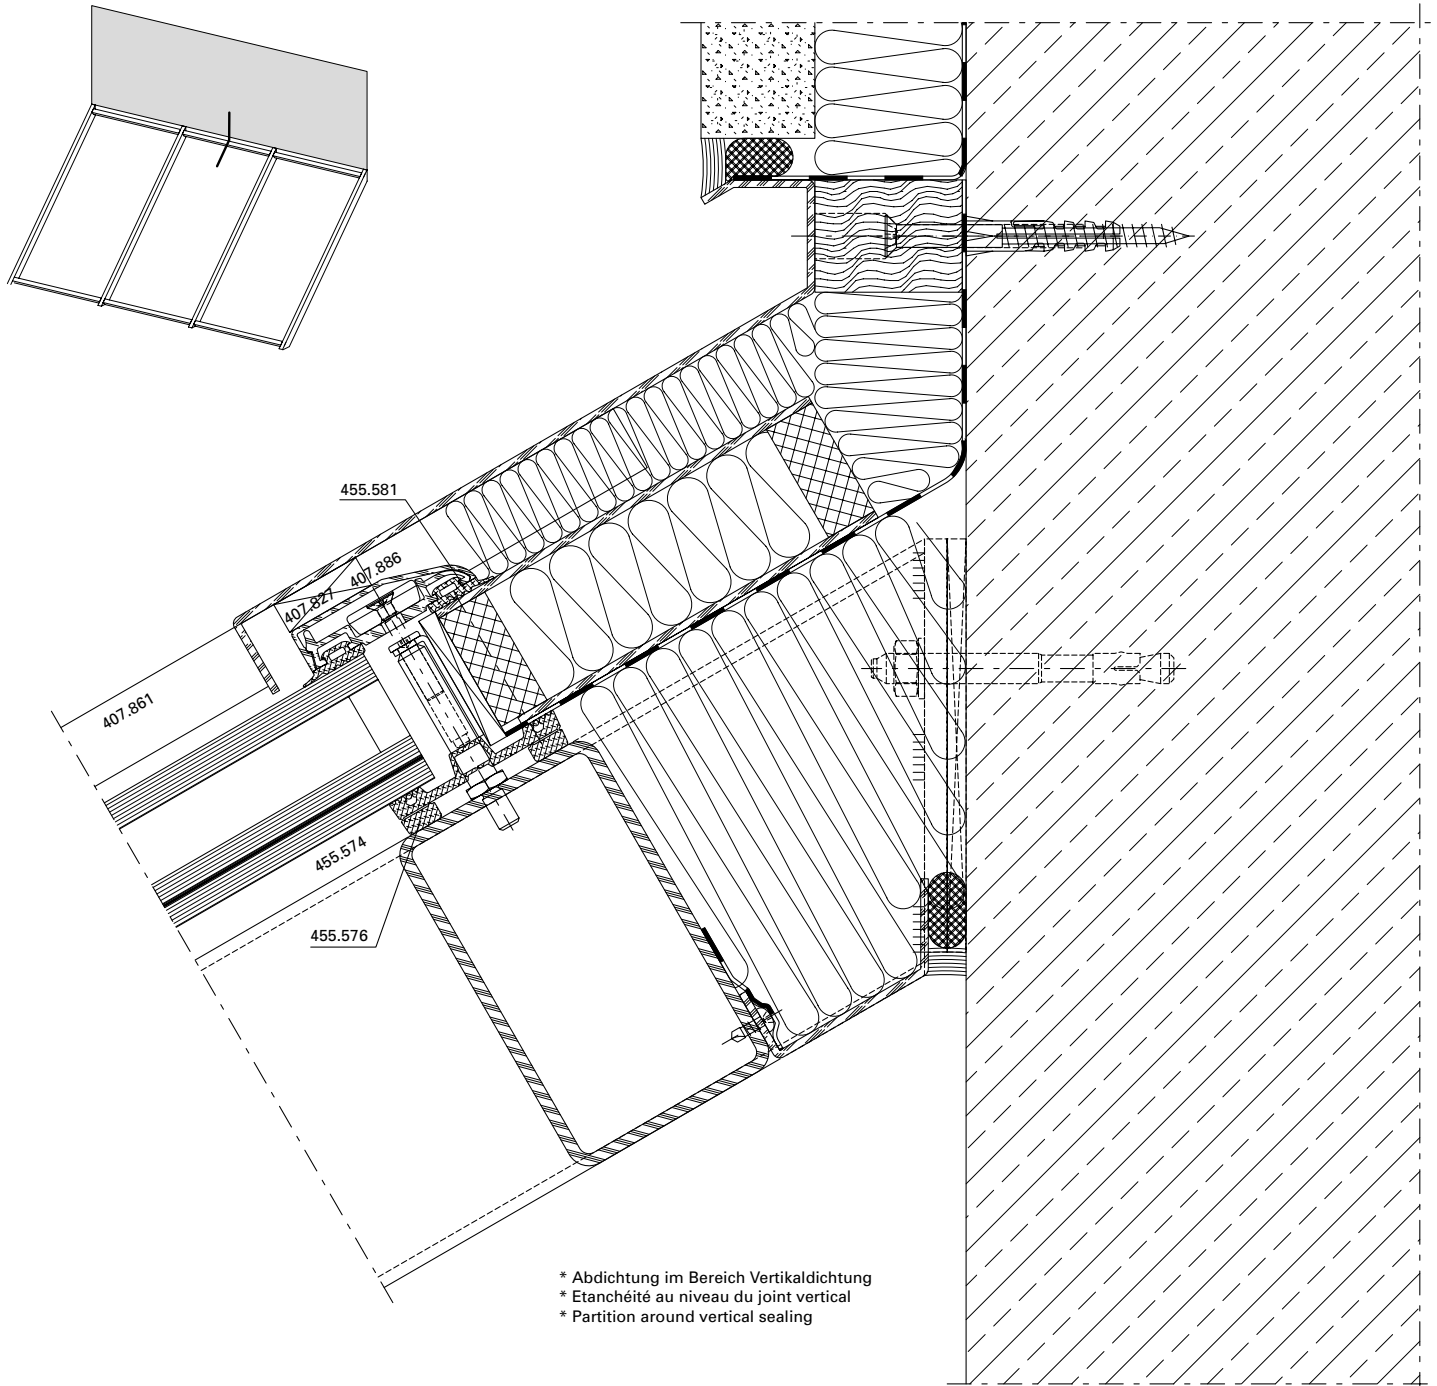 455.581
407.886
407.827
407.861
455.574
455.576
* Abdichtung im Bereich Vertikaldichtung
* Etanchéité au niveau du joint vertical
* Partition around vertical sealing